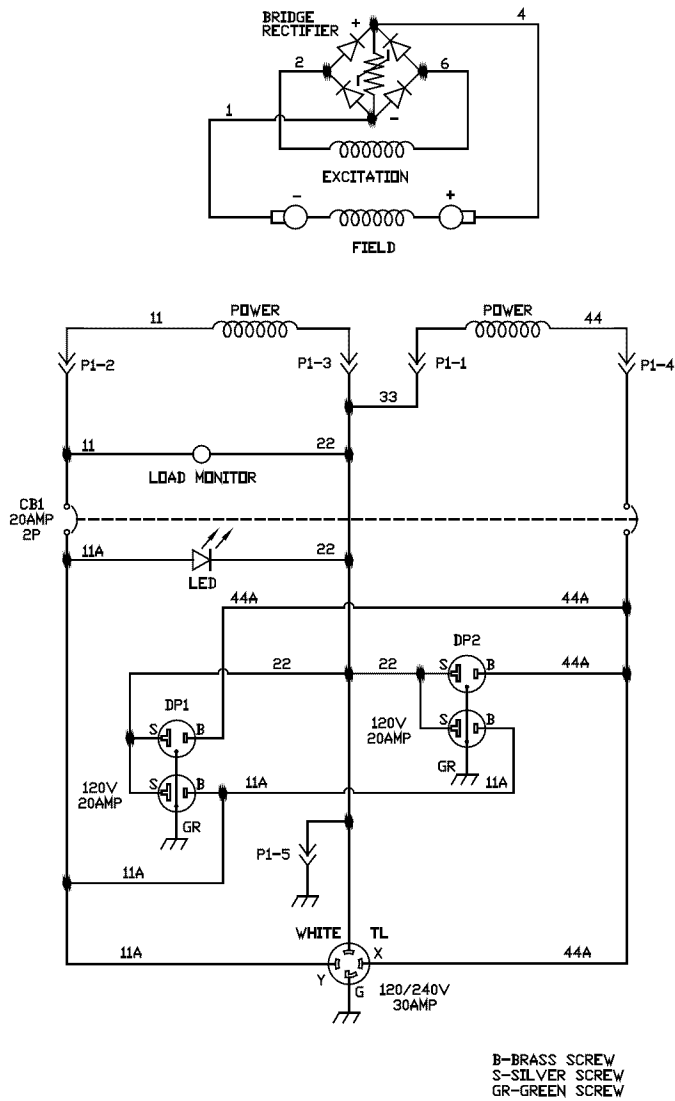 BRIDGE
RECTIFIER
+
4
2
6
1
-
EXCITATION
-
+
FIELD
11
POWER
POWER
44
P1-2
P1-3
P1-1
P1-4
33
11
22
LOAD MONITOR
CB1
20AMP
2P
11A
22
LED
44A
44A
DP2
22
22
S
B
44A
DP1
S
B
120V
20AMP
S
B
S
B
120V
20AMP
11A
GR
11A
GR
P1-5
11A
WHITE
TL
11A
X
44A
Y
G
120/240V
30AMP
B-BRASS SCREW
S-SILVER SCREW
GR-GREEN SCREW